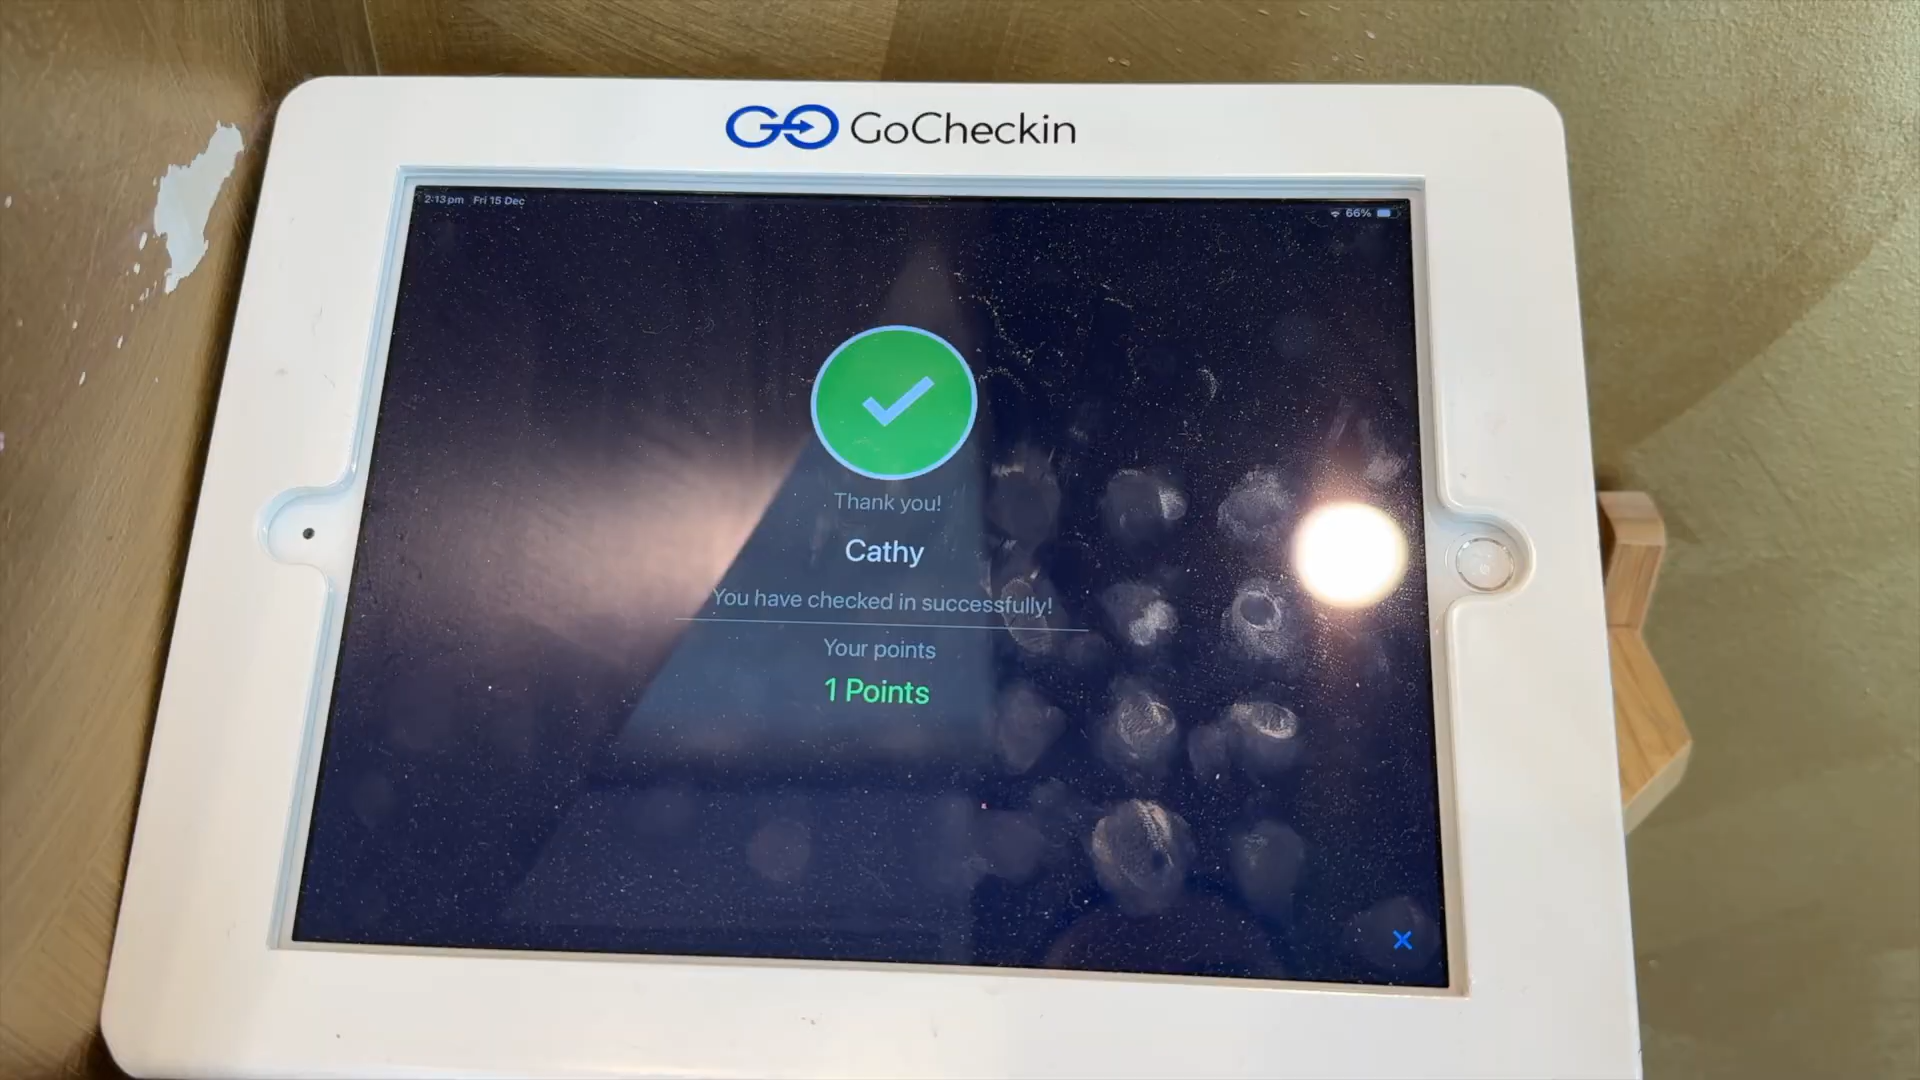 GO GoCheckin
2:13 pm Fri 15 Dec
66%
Thank you!
Cathy
You have checked in successfully!
Your points
1 Points